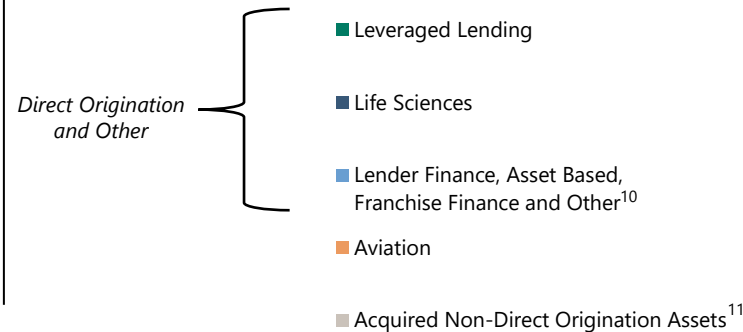 Leveraged Lending
Direct Origination
and Other
Life Sciences
Lender Finance, Asset Based,
Franchise Finance and Other10
Aviation
Acquired Non-Direct Origination Assets11